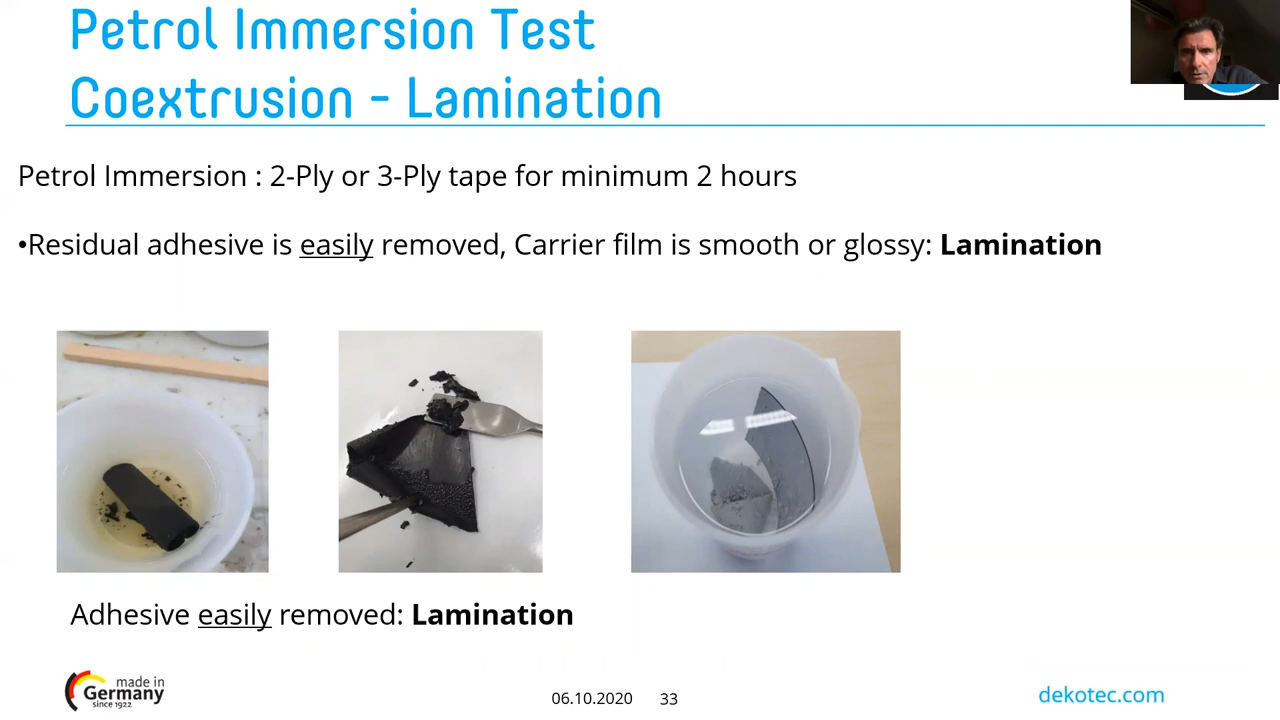 Petrol Immersion Test
Coextrusion - Lamination
Petrol Immersion : 2-Ply or 3-Ply tape for minimum 2 hours
•Residual adhesive is easily removed, Carrier film is smooth or glossy: Lamination
Adhesive easily removed: Lamination
made in
Germany
since 1922
06.10.2020 33
dekotec.com